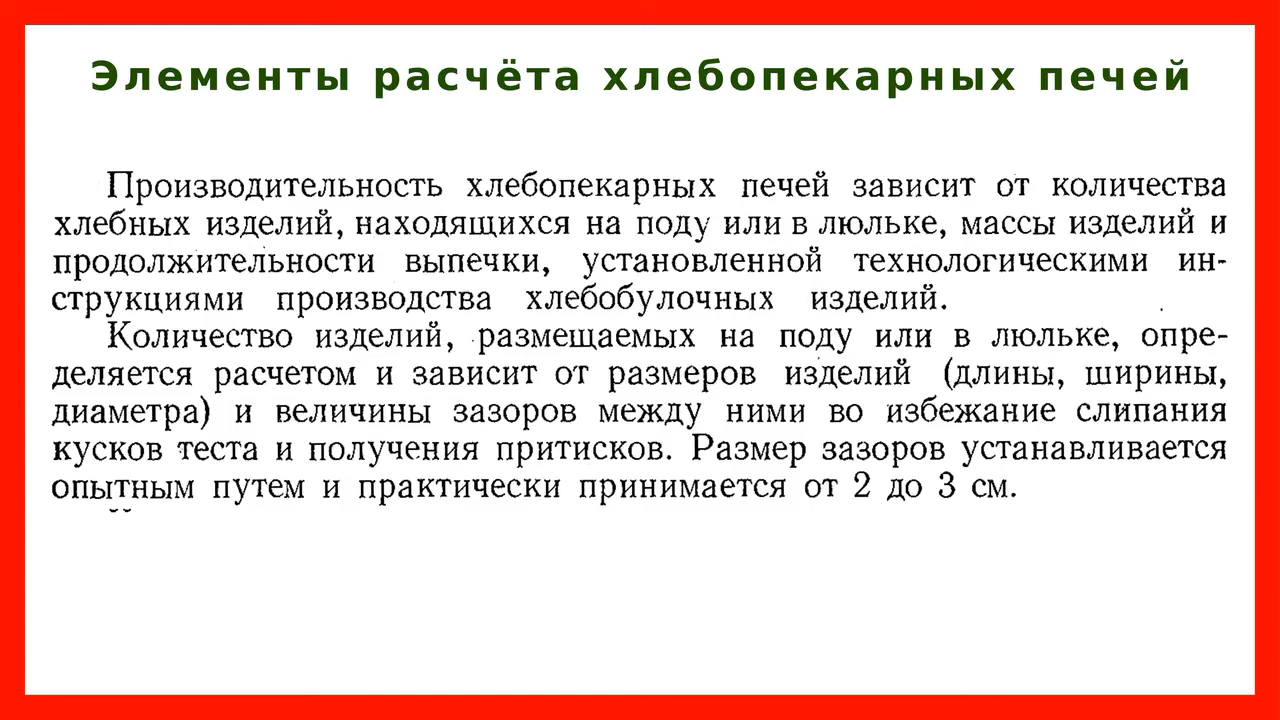 Элементы расчёта хлебопекарных печей
Производительность хлебопекарных печей зависит от количества
хлебных изделий, находящихся на поду или в люльке, массы изделий и
продолжительности выпечки, установленной технологическими ин-
струкциями производства хлебобулочных изделий.
Количество изделий, размещаемых на поду или в люльке, опре-
деляется расчетом и зависит от размеров изделий (длины, ширины,
диаметра) и величины зазоров между ними во избежание слипания
кусков теста и получения притисков. Размер зазоров устанавливается
опытным путем и практически принимается от 2 до 3 см.